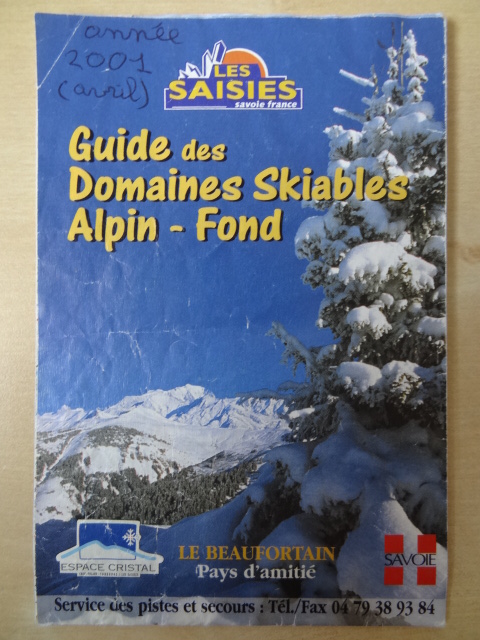 année
2001
(avril)
LES
SAISIES
savoie france
Guide des
Domaines Skiables
Alpin - Fond
ESPACE CRISTAL
LE BEAUFORTAIN
Pays d'amitié
SAVOIE
Service des pistes et secours : Tél./Fax 04 79 38 93 84